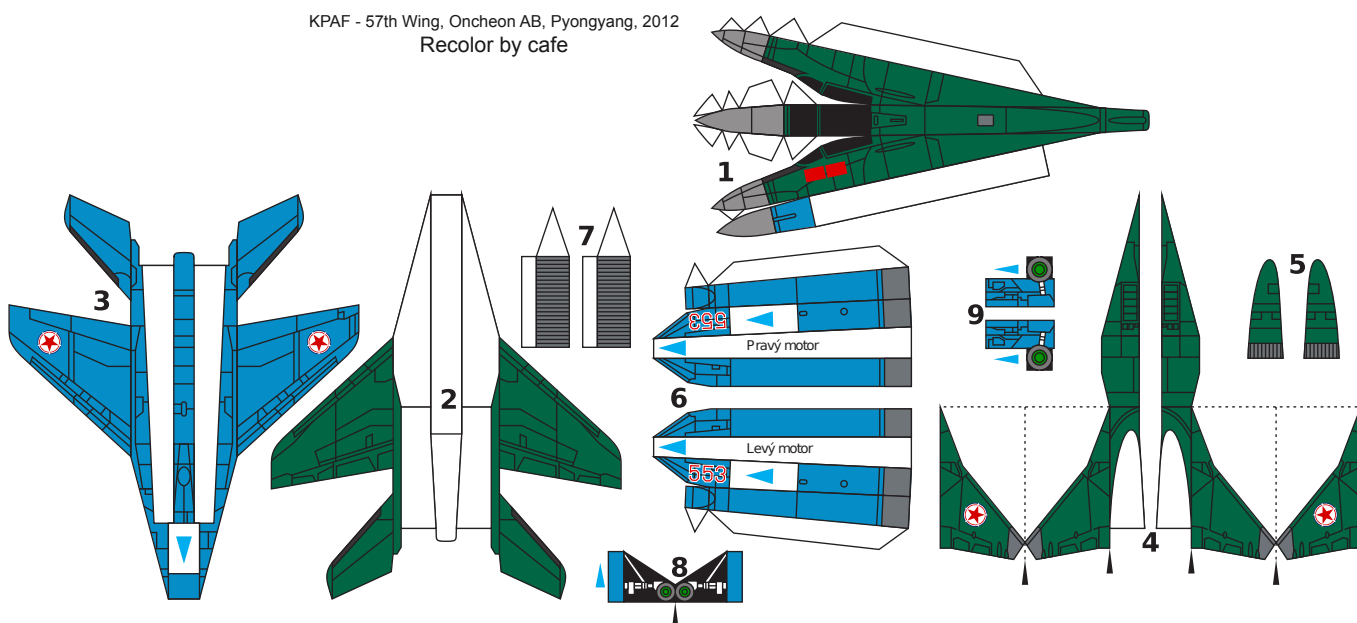 KPAF - 57th Wing, Oncheon AB, Pyongyang, 2012
Recolor by cafe
1
7
5
3
9
553
Pravý motor
2
6
Levý motor
553
4
8